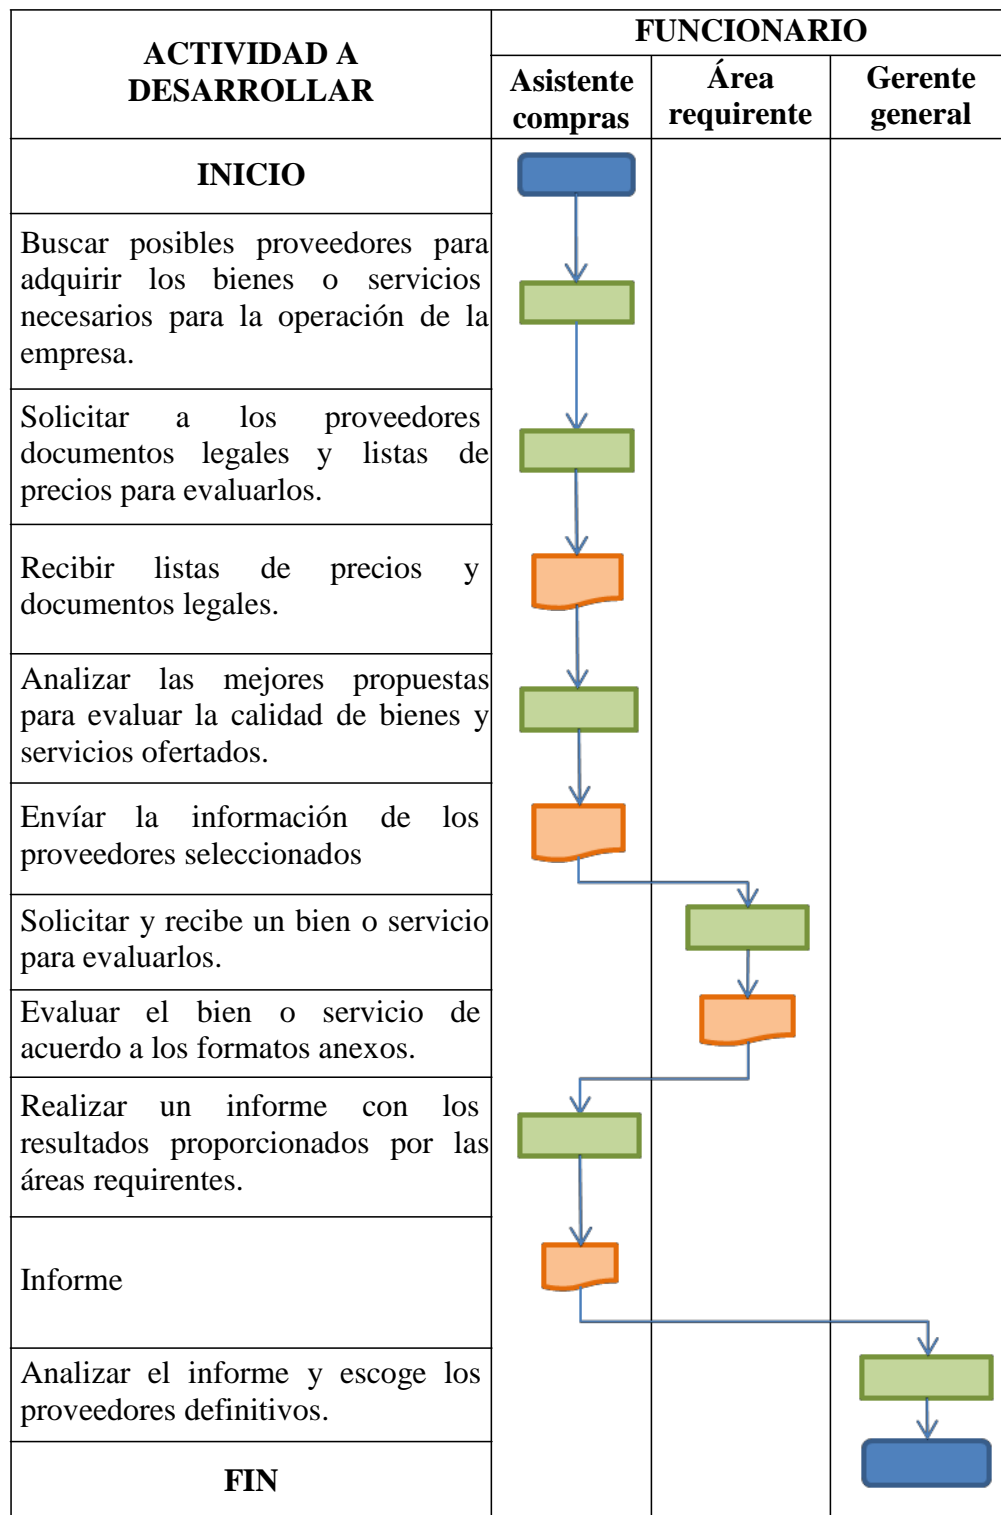 ACTIVIDAD A
DESARROLLAR
FUNCIONARIO
Asistente
compras
Área
requirente
Gerente
general
INICIO
Buscar posibles proveedores para
adquirir los bienes o servicios
necesarios para la operación de la
empresa.
Solicitar a los proveedores
documentos legales y listas de
precios para evaluarlos.
Recibir listas de precios y
documentos legales.
Analizar las mejores propuestas
para evaluar la calidad de bienes y
servicios ofertados.
Envíar la información de los
proveedores seleccionados
Solicitar y recibe un bien o servicio
para evaluarlos.
Evaluar el bien o servicio de
acuerdo a los formatos anexos.
Realizar un informe con los
resultados proporcionados por las
áreas requirentes.
Informe
Analizar el informe y escoge los
proveedores definitivos.
FIN